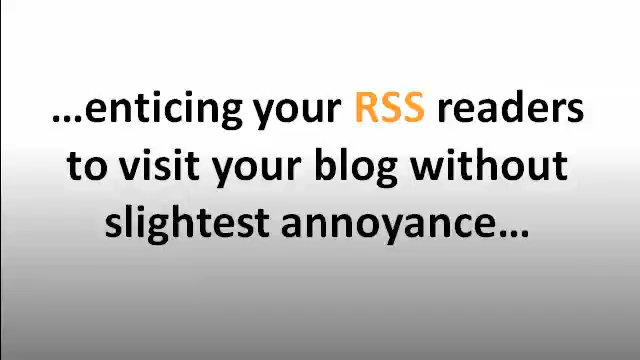 ...enticing your RSS readers
to visit your blog without
slightest annoyance...